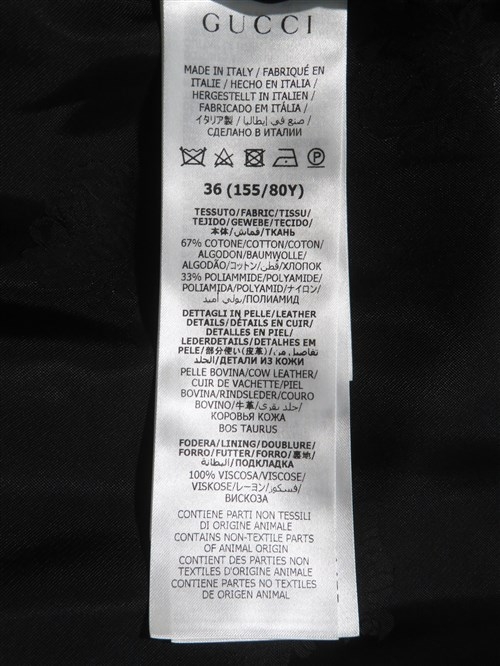 GUCCI
MADE IN ITALY / FABRIQUÉ EN
ITALIE / HECHO EN ITALIA /
HERGESTELLT IN ITALIEN /
FABRICADO EM ITÁLIA /
イタリア製 / صنع في إيطاليا /
СДЕЛАНО В ИТАЛИИ
P
36 (155/80Y)
TESSUTO/FABRIC/TISSU/
TEJIDO/GEWEBE/TECIDO/
本体/قماش/ТКАНЬ
67% COTONE/COTTON/COTON/
ALGODON/BAUMWOLLE/
ALGODÃO/コットン/قطن/ХЛОПОК
33% POLIAMMIDE/POLYAMIDE/
POLIAMIDA/POLYAMID/ナイロン/
بولي أميد/ПОЛИАМИД
DETTAGLI IN PELLE/LEATHER
DETAILS/DÉTAILS EN CUIR/
DETALLES EN PIEL/
LEDERDETAILS/DETALHES EM
PELE/部分使い(皮革)/تفاصيل من
الجلد/ДЕТАЛИ ИЗ КОЖИ
PELLE BOVINA/COW LEATHER/
CUIR DE VACHETTE/PIEL
BOVINA/RINDSLEDER/COURO
BOVINO/牛革/جلد بقري/
КОРОВЬЯ КОЖА
BOS TAURUS
FODERA/LINING/DOUBLURE/
FORRO/FUTTER/FORRO/裏地/
البطانة/ПОДКЛАДКА
100% VISCOSA/VISCOSE/
VISKOSE/レーヨン/فسكوز/
ВИСКОЗА
CONTIENE PARTI NON TESSILI
DI ORIGINE ANIMALE
CONTAINS NON-TEXTILE PARTS
OF ANIMAL ORIGIN
CONTIENT DES PARTIES NON
TEXTILES D'ORIGINE ANIMALE
CONTIENE PARTES NO TEXTILES
DE ORIGEN ANIMAL